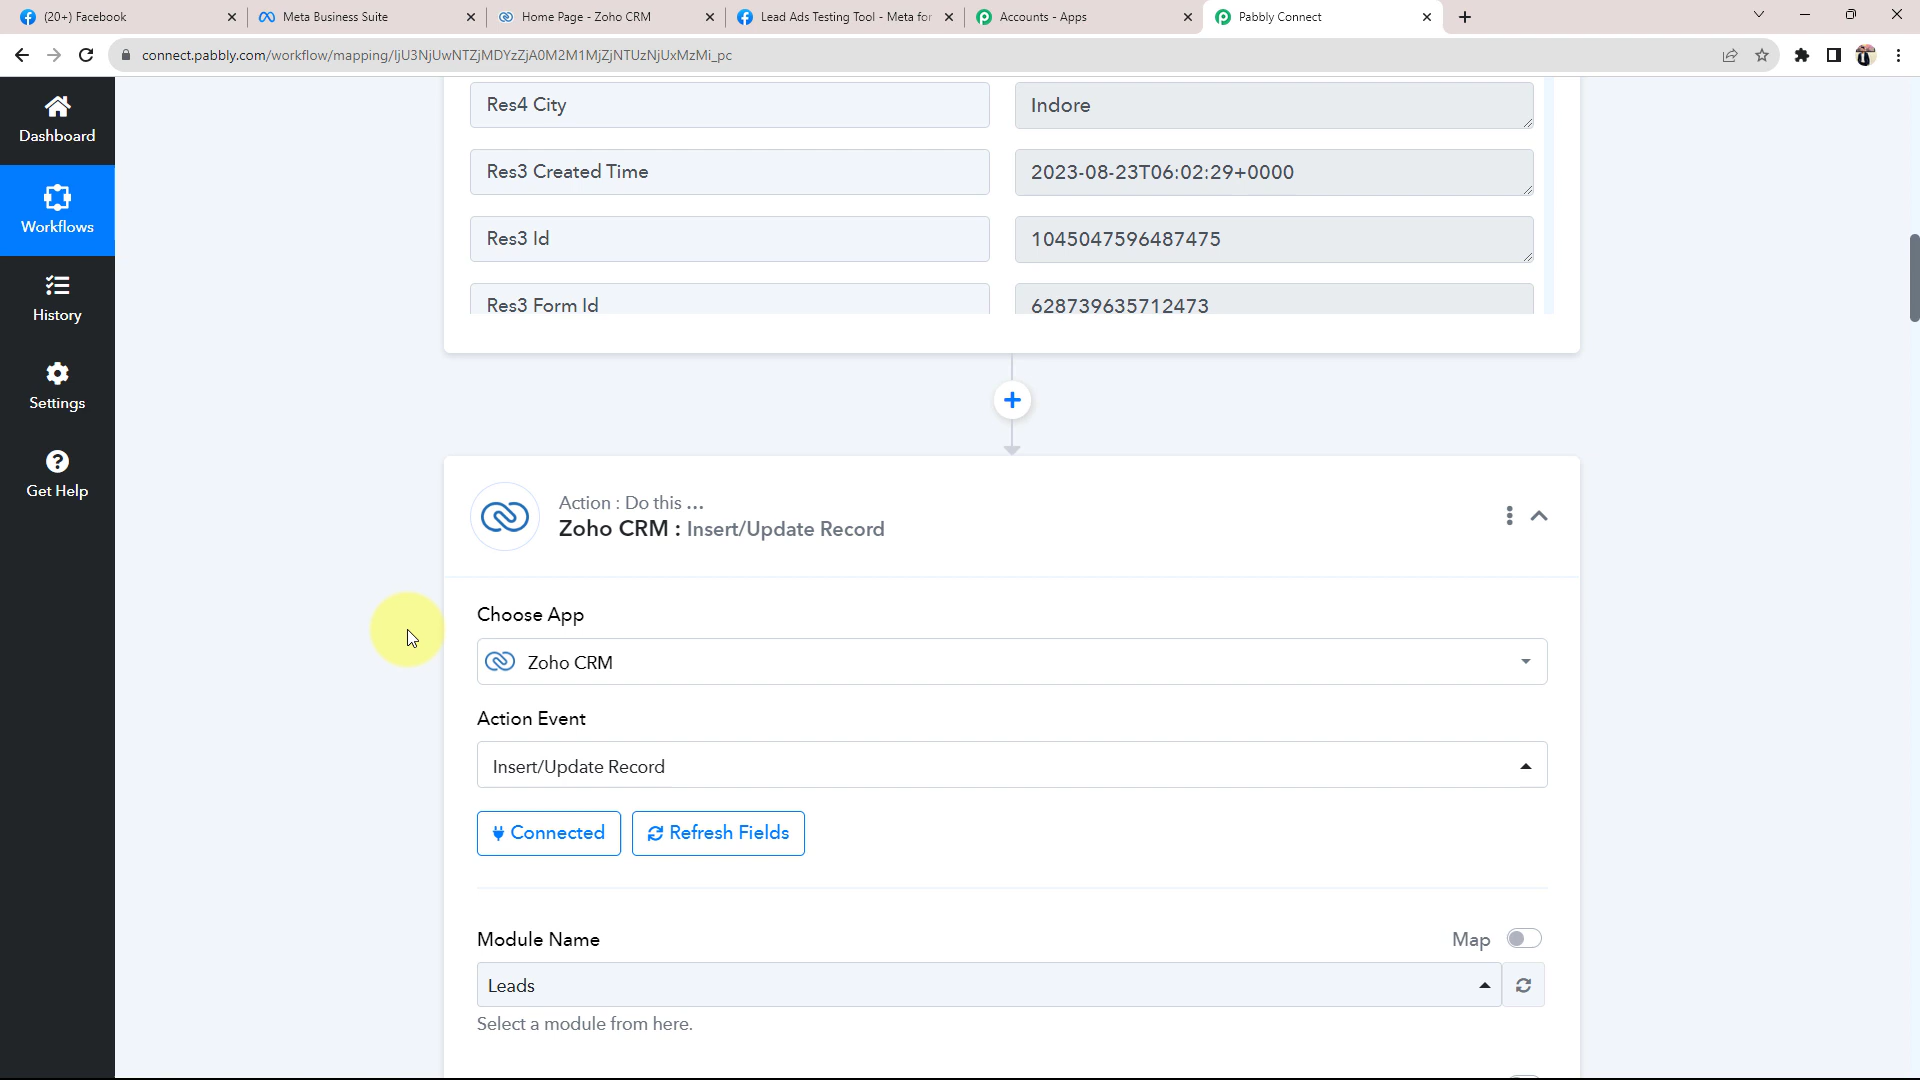 (20+) Facebook
Meta Business Suite
Home Page - Zoho CRM
Lead Ads Testing Tool - Meta for
Accounts - Apps
Pabbly Connect
connect.pabbly.com/workflow/mapping/IjU3NjUwNTZjMDYzZjA0M2M1MjZjNTUzNjUxMzMi_pc
Dashboard
Workflows
History
Settings
Get Help
Res4 City
Indore
Res3 Created Time
2023-08-23T06:02:29+0000
Res3 Id
1045047596487475
Res3 Form Id
628739635712473
Action : Do this ...
Zoho CRM : Insert/Update Record
Choose App
Zoho CRM
Action Event
Insert/Update Record
Connected
Refresh Fields
Module Name
Map
Leads
Select a module from here.